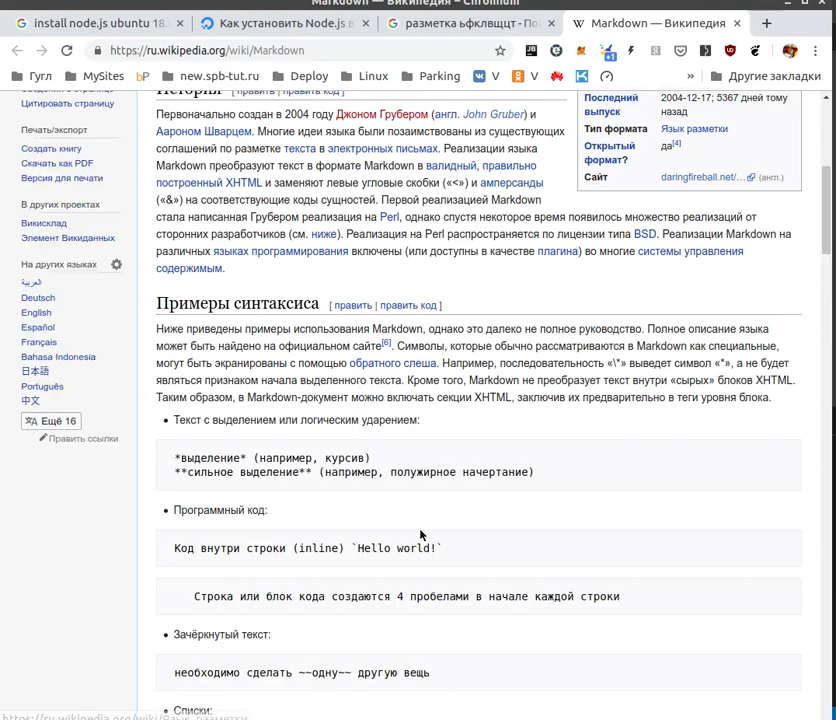 Markdown — Википедия – Chromium
install node.js ubuntu 18.
Как установить Node.js в
разметка ьфклвщцт - По
Markdown — Википедия
https://ru.wikipedia.org/wiki/Markdown
Гугл
MySites
bP
new.spb-tut.ru
Deploy
Linux
Parking
V
V
»
Другие закладки
Цитировать страницу
Печать/экспорт
Создать книгу
Скачать как PDF
Версия для печати
В других проектах
Викисклад
Элемент Викиданных
На других языках
العربية
Deutsch
English
Español
Français
Bahasa Indonesia
日本語
Português
中文
Ещё 16
Править ссылки
История [ править | править код ]
Первоначально создан в 2004 году Джоном Грубером (англ. John Gruber) и
Аароном Шварцем. Многие идеи языка были позаимствованы из существующих
соглашений по разметке текста в электронных письмах. Реализации языка
Markdown преобразуют текст в формате Markdown в валидный, правильно
построенный XHTML и заменяют левые угловые скобки («<») и амперсанды
(«&») на соответствующие коды сущностей. Первой реализацией Markdown
стала написанная Грубером реализация на Perl, однако спустя некоторое время появилось множество реализаций от
сторонних разработчиков (см. ниже). Реализация на Perl распространяется по лицензии типа BSD. Реализации Markdown на
различных языках программирования включены (или доступны в качестве плагина) во многие системы управления
содержимым.
Последний выпуск 2004-12-17; 5367 дней тому назад
Тип формата Язык разметки
Открытый формат? да[4]
Сайт daringfireball.net/… (англ.)
Примеры синтаксиса [ править | править код ]
Ниже приведены примеры использования Markdown, однако это далеко не полное руководство. Полное описание языка
может быть найдено на официальном сайте[6]. Символы, которые обычно рассматриваются в Markdown как специальные,
могут быть экранированы с помощью обратного слеша. Например, последовательность «\*» выведет символ «*», а не будет
являться признаком начала выделенного текста. Кроме того, Markdown не преобразует текст внутри «сырых» блоков XHTML.
Таким образом, в Markdown-документ можно включать секции XHTML, заключив их предварительно в теги уровня блока.
• Текст с выделением или логическим ударением:
*выделение* (например, курсив)
**сильное выделение** (например, полужирное начертание)
• Программный код:
Код внутри строки (inline) `Hello world!`
Строка или блок кода создаются 4 пробелами в начале каждой строки
• Зачёркнутый текст:
необходимо сделать ~~одну~~ другую вещь
• Списки:
https://ru.wikipedia.org/wiki/Язык_разметки